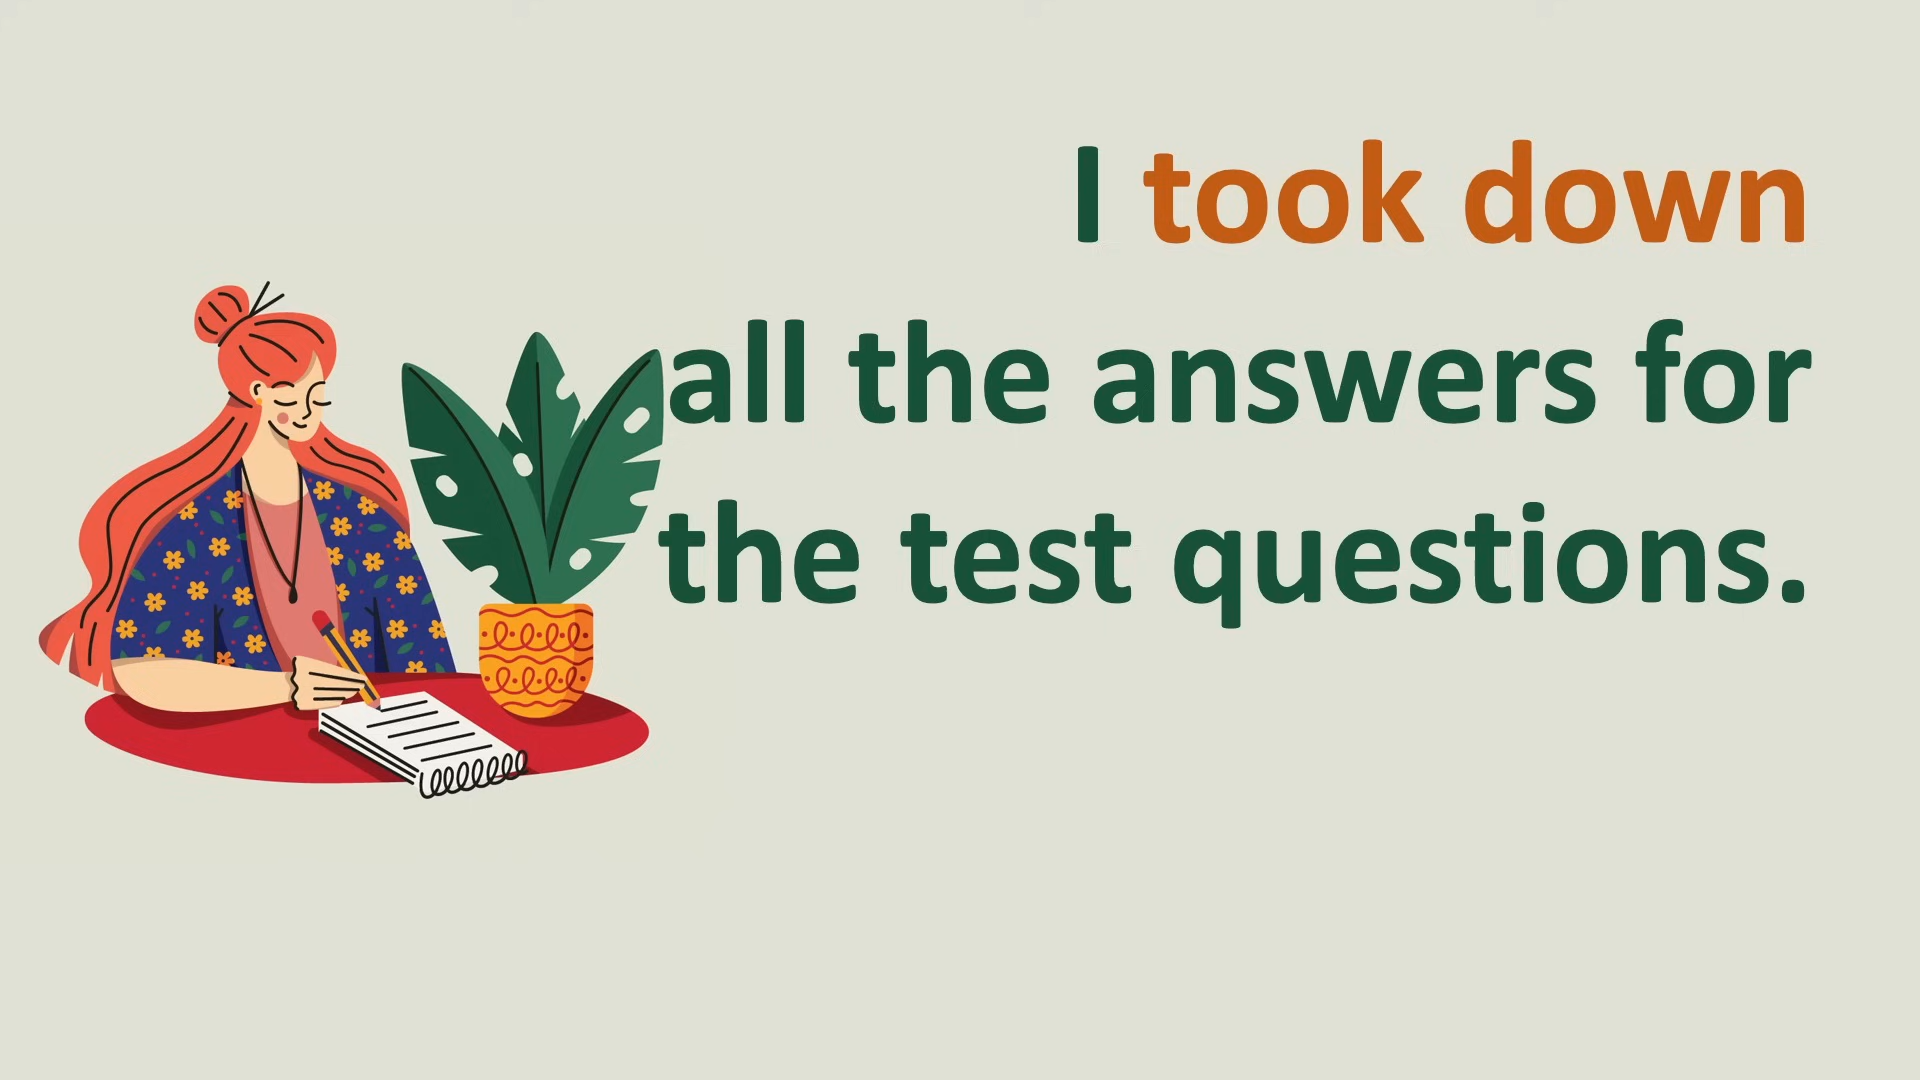 I took down
all the answers for
the test questions.